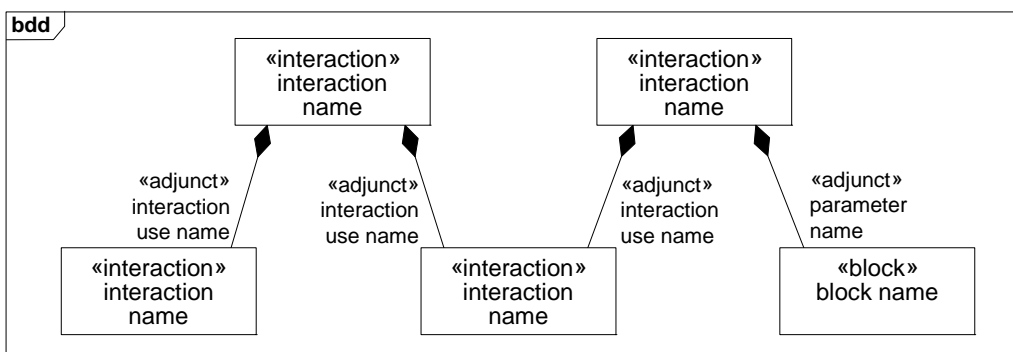 bdd
«interaction»
interaction
name
«interaction»
interaction
name
«adjunct»
interaction
use name
«adjunct»
interaction
use name
«adjunct»
interaction
use name
«adjunct»
parameter
name
«interaction»
interaction
name
«interaction»
interaction
name
«block»
block name